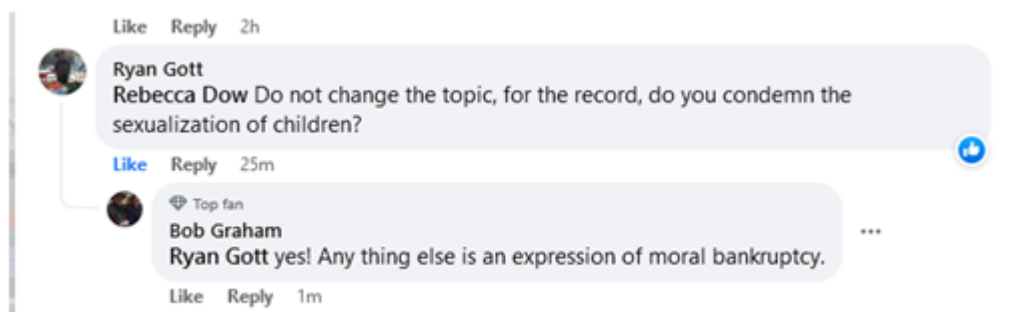 Like Reply 2h
Ryan Gott
Rebecca Dow Do not change the topic, for the record, do you condemn the
sexualization of children?
Like Reply 25m
Top fan
Bob Graham
Ryan Gott yes! Any thing else is an expression of moral bankruptcy.
Like Reply 1m